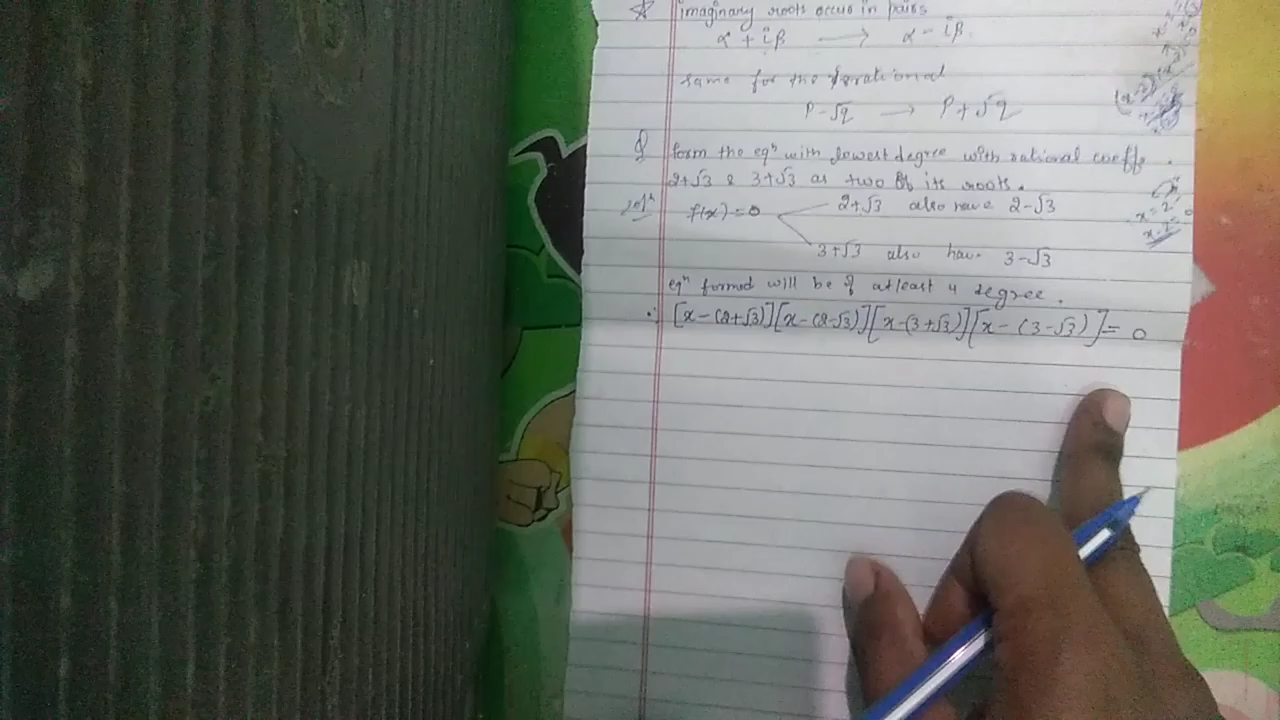 ☆ imaginary roots occur in pairs
α + iβ → α - iβ.
same for the irrational
P - √q → P + √q
Q form the eqⁿ with lowest degree with rational coeffs.
2+√3 & 3+√3 as two of its roots.
Solⁿ f(x) = 0
2+√3 also have 2-√3
3+√3 also hav 3-√3
eqⁿ formed will be of atleast 4 degree.
∴ [x-(2+√3)][x-(2-√3)][x-(3+√3)][x-(3-√3)] = 0
x = 2